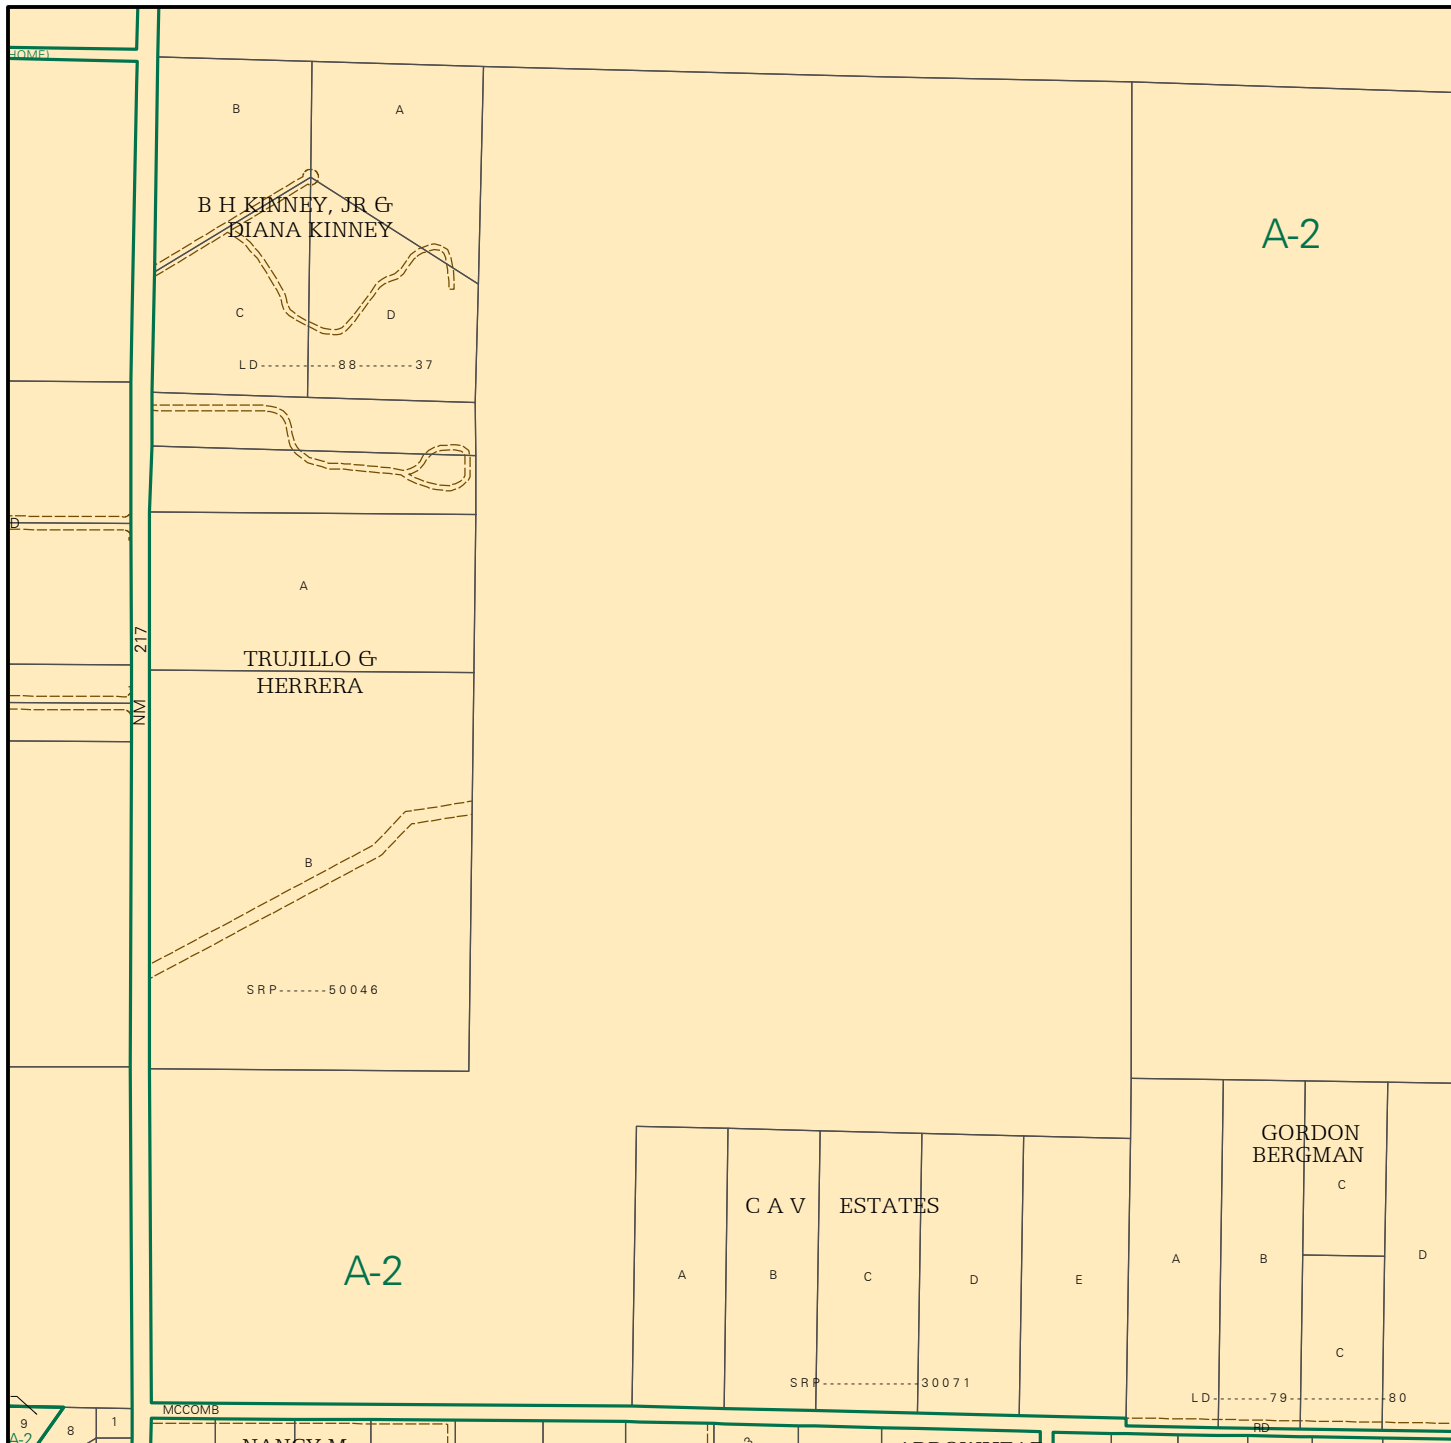 HOME)
B
A
B H KINNEY, JR &
DIANA KINNEY
A-2
C
D
LD-----------88--------37
D
A
217
NM
TRUJILLO &
HERRERA
B
SRP-------50046
GORDON
BERGMAN
C
C A V ESTATES
A
B
C
D
E
A
B
D
A-2
C
SRP--------------30071
LD-------79---------------80
MCCOMB
RD
9
8
1
A-2
NANCY M